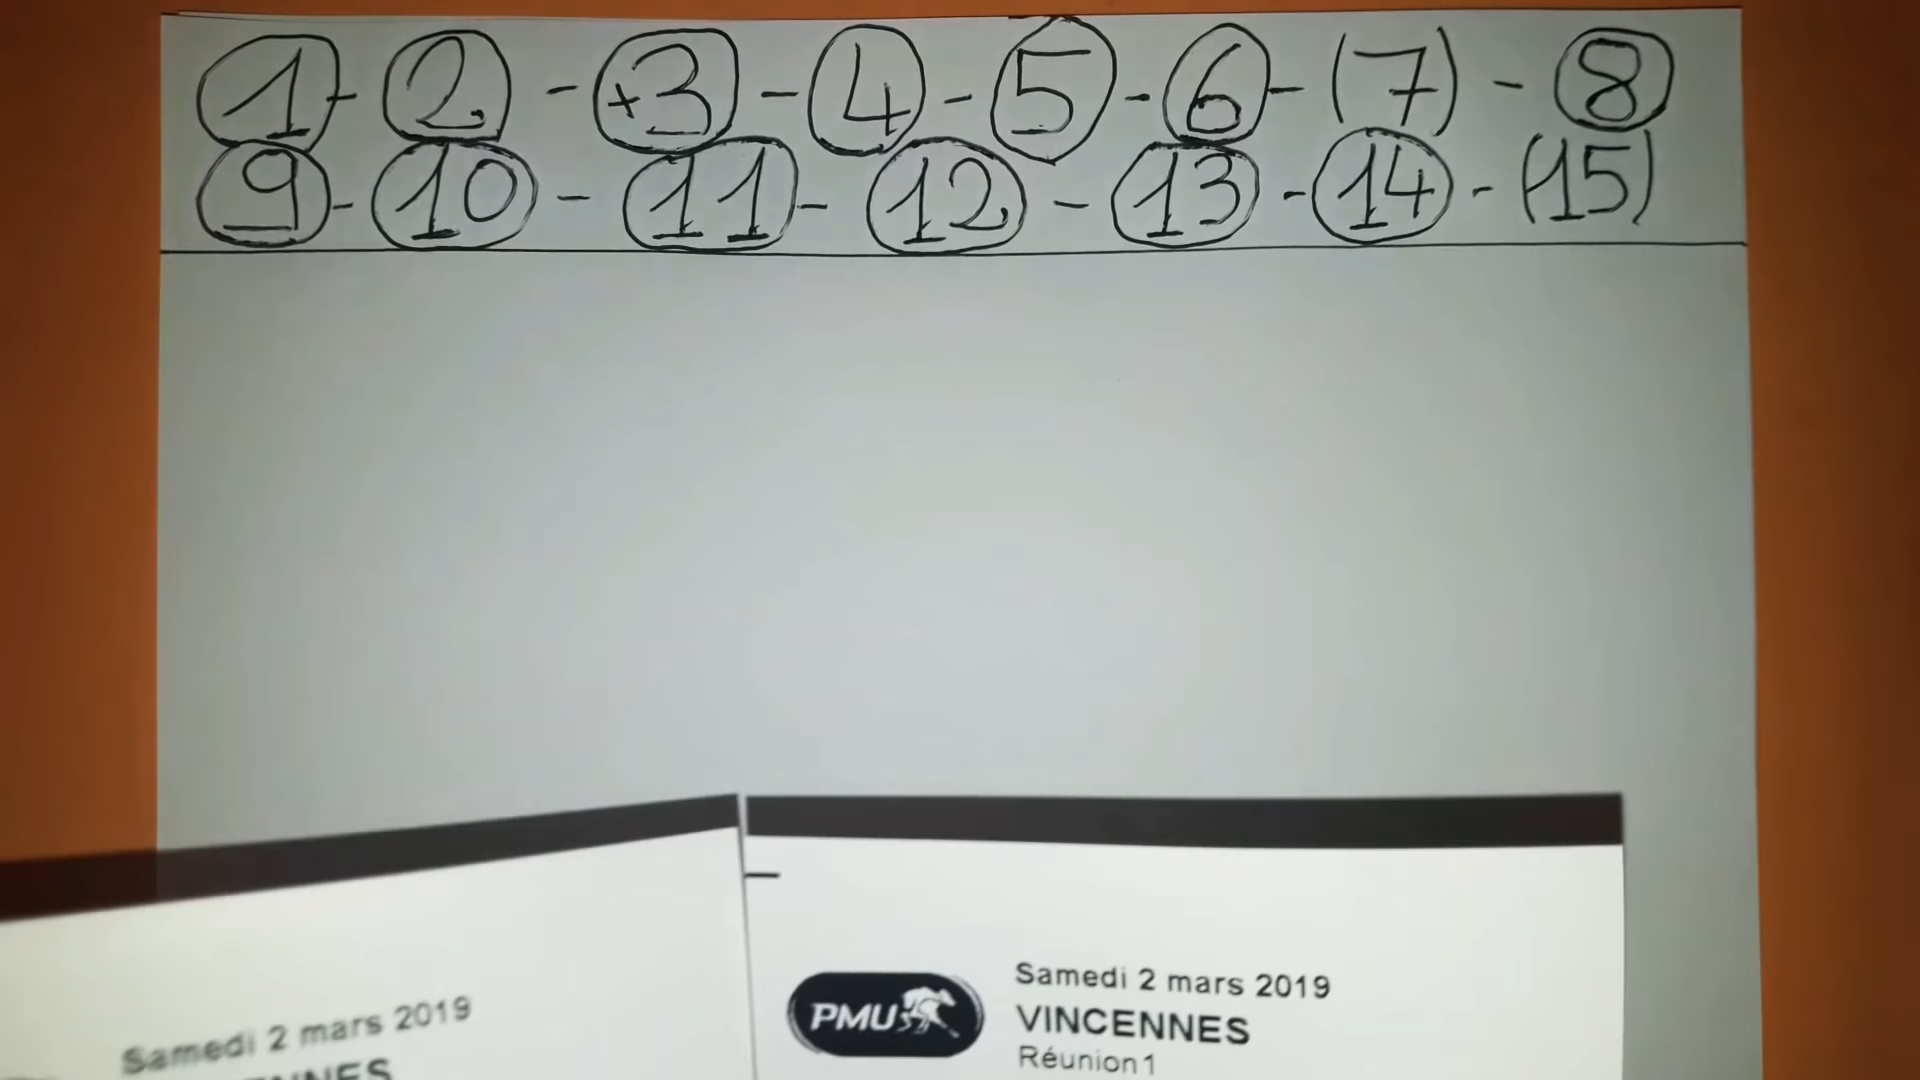 1 - 2 - +3 - 4 - 5 - 6 - (7) - 8
9 - 10 - 11 - 12 - 13 - 14 - (15)
Samedi 2 mars 2019
PMU
Samedi 2 mars 2019
VINCENNES
Réunion 1